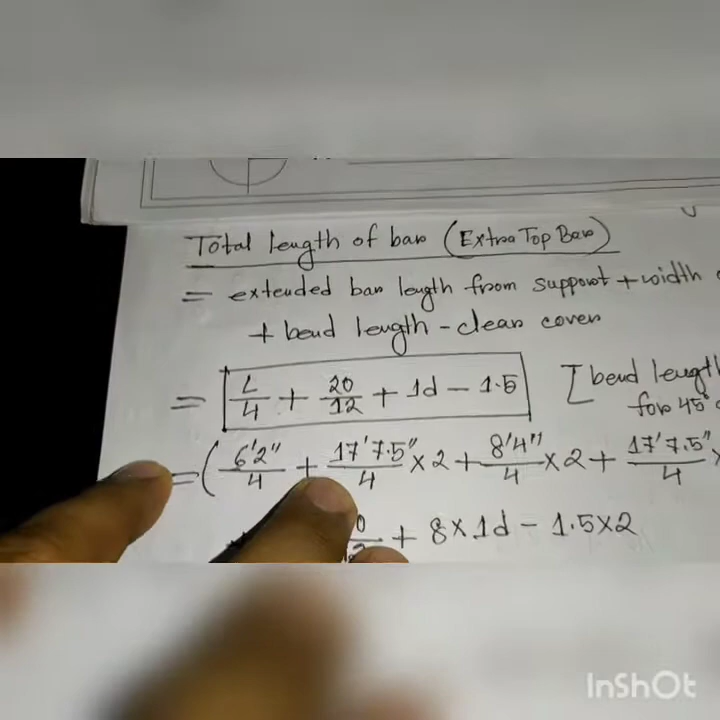 Total length of bar (Extra Top Bar)
= extended bar length from support + width
+ bend length - clear cover
= L/4 + 20/12 + 1d - 1.5 [bend length
for 45°
= (6'2"/4 + 17'7.5"/4 × 2 + 8'4"/4 × 2 + 17'7.5"/4
+ 8×1d - 1.5×2
InShOt